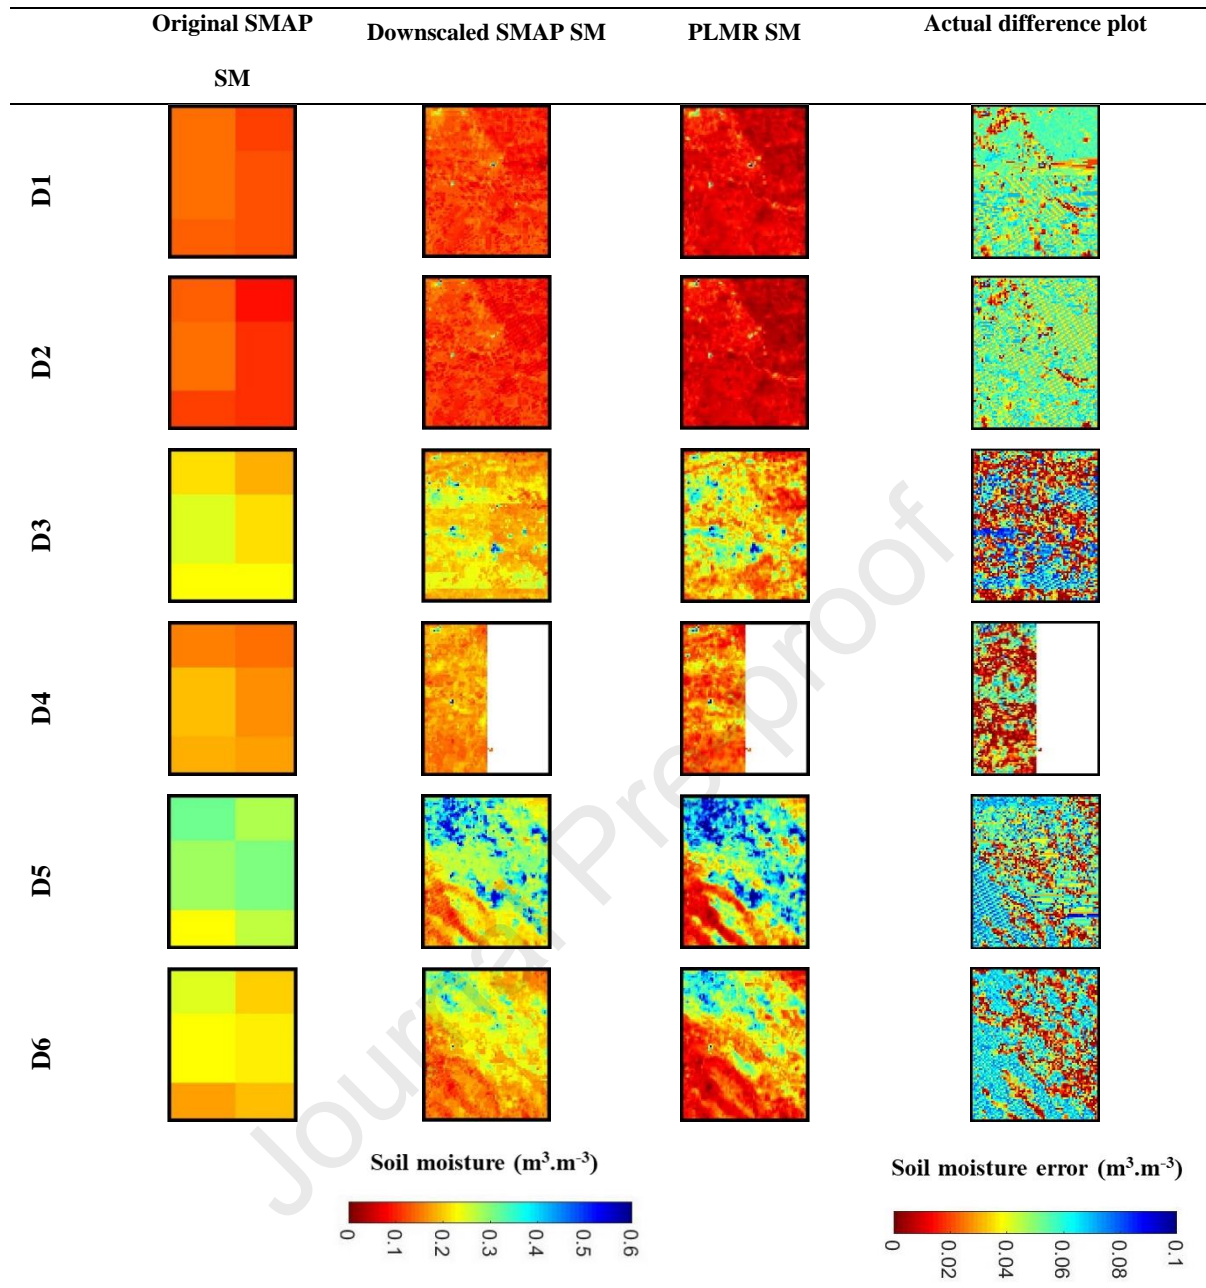 Original SMAP SM
Downscaled SMAP SM
PLMR SM
Actual difference plot
D1
D2
D3
D4
D5
D6
Soil moisture (m³.m⁻³)
0 0.1 0.2 0.3 0.4 0.5 0.6
Soil moisture error (m³.m⁻³)
0 0.02 0.04 0.06 0.08 0.1
Journal Pre-proof